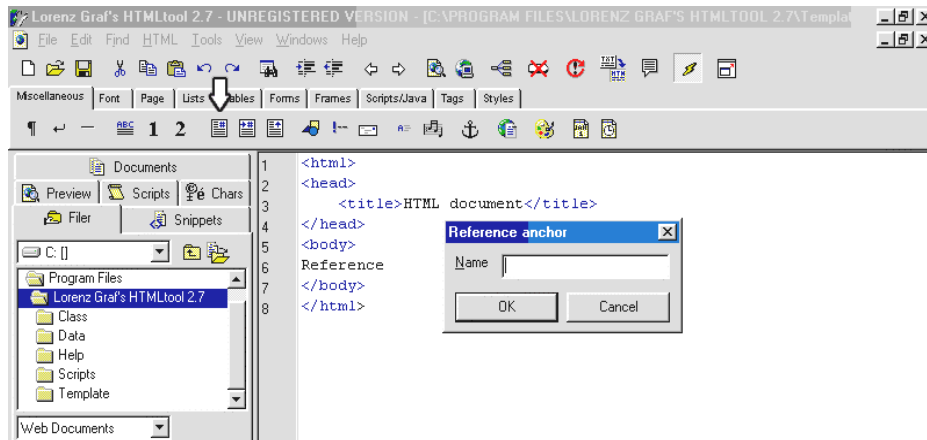 Lorenz Graf's HTMLtool 2.7 - UNREGISTERED VERSION - [C:\PROGRAM FILES\LORENZ GRAF'S HTMLTOOL 2.7\Templa
File Edit Find HTML Tools View Windows Help
Miscellaneous Font Page Lists Tables Forms Frames Scripts/Java Tags Styles
ABC 1 2
Documents
Preview Scripts Chars
Filer Snippets
C: []
Program Files
Lorenz Graf's HTMLtool 2.7
Class
Data
Help
Scripts
Template
Web Documents
1 <html>
2 <head>
3 <title>HTML document</title>
4 </head>
5 <body>
6 Reference
7 </body>
8 </html>
Reference anchor
Name
OK Cancel